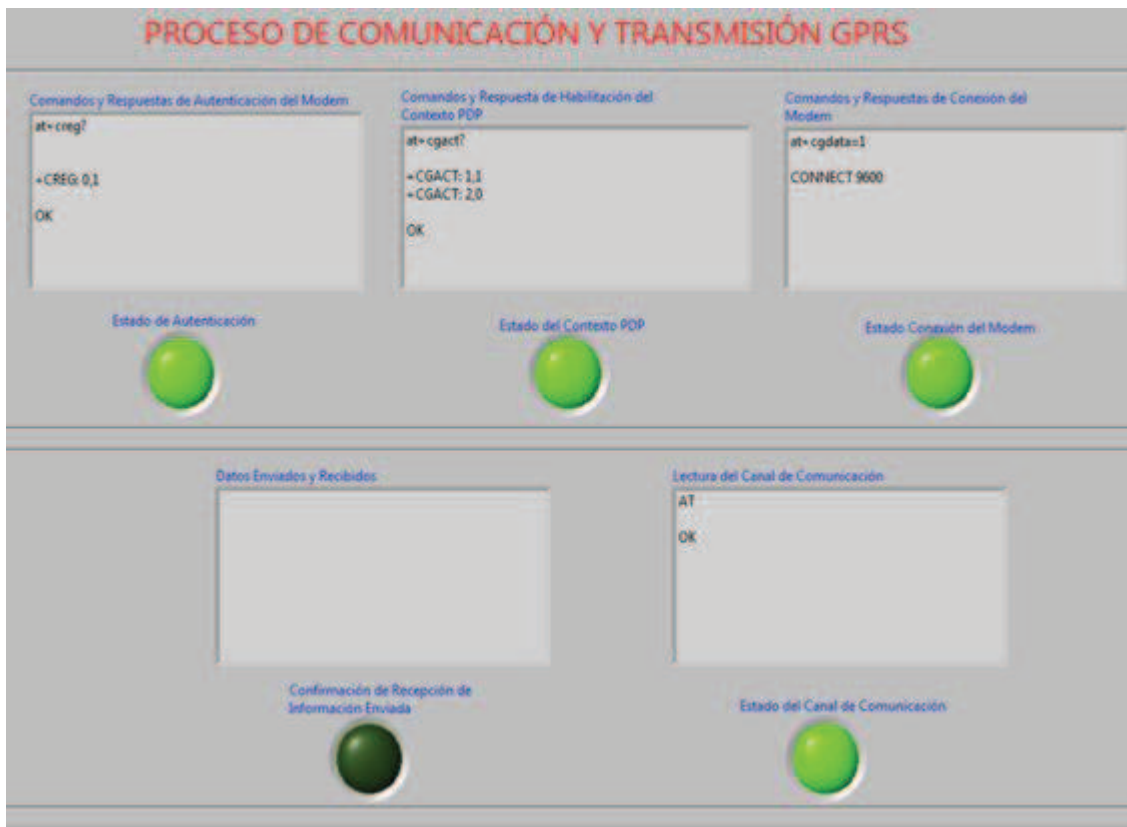 PROCESO DE COMUNICACIÓN Y TRANSMISIÓN GPRS
Comandos y Respuestas de Autenticación del Modem
at+creg?
+CREG: 0,1
OK
Estado de Autenticación
Comandos y Respuesta de Habilitación del
Contexto PDP
at+cgact?
+CGACT: 1,1
+CGACT: 2,0
OK
Estado del Contexto PDP
Comandos y Respuestas de Conexión del
Modem
at+cgdata=1
CONNECT 9600
Estado Conexión del Modem
Datos Enviados y Recibidos
Confirmación de Recepción de
Información Enviada
Lectura del Canal de Comunicación
AT
OK
Estado del Canal de Comunicación